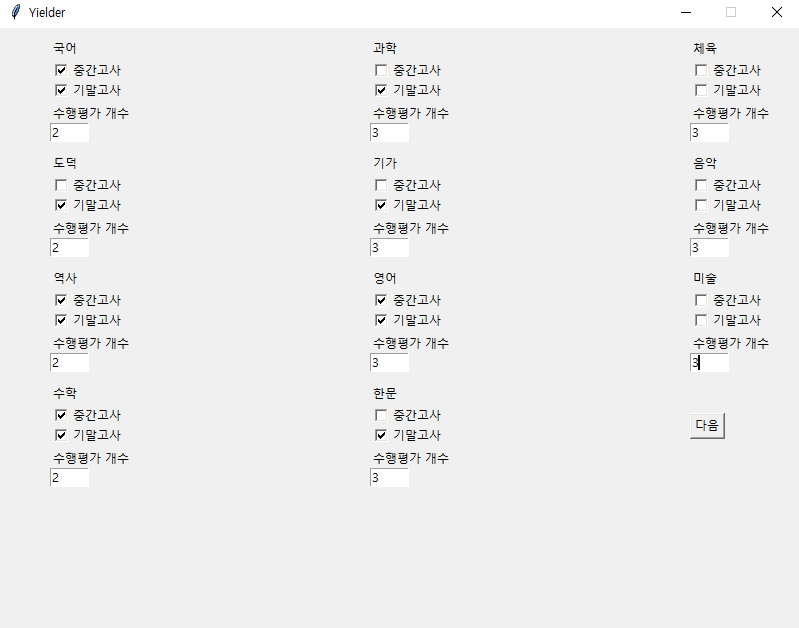 Yielder
국어
중간고사
기말고사
수행평가 개수
2
도덕
중간고사
기말고사
수행평가 개수
2
역사
중간고사
기말고사
수행평가 개수
2
수학
중간고사
기말고사
수행평가 개수
2
과학
중간고사
기말고사
수행평가 개수
3
기가
중간고사
기말고사
수행평가 개수
3
영어
중간고사
기말고사
수행평가 개수
3
한문
중간고사
기말고사
수행평가 개수
3
체육
중간고사
기말고사
수행평가 개수
3
음악
중간고사
기말고사
수행평가 개수
3
미술
중간고사
기말고사
수행평가 개수
3
다음